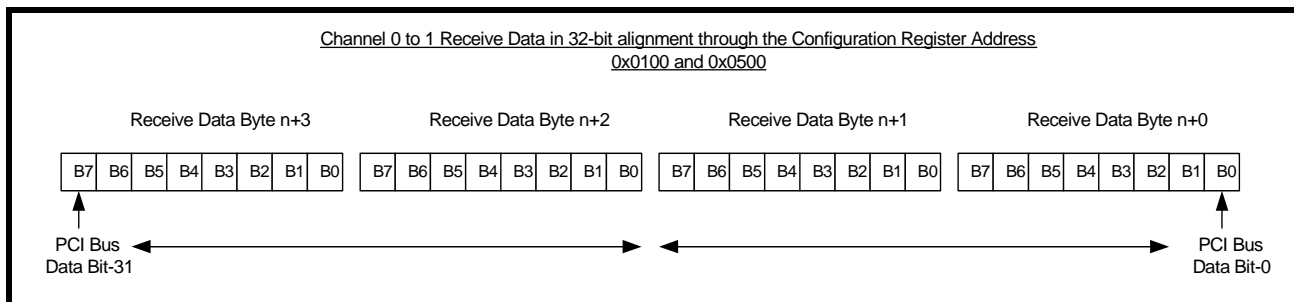 Channel 0 to 1 Receive Data in 32-bit alignment through the Configuration Register Address
0x0100 and 0x0500
Receive Data Byte n+3 Receive Data Byte n+2 Receive Data Byte n+1 Receive Data Byte n+0
B7 B6 B5 B4 B3 B2 B1 B0 B7 B6 B5 B4 B3 B2 B1 B0 B7 B6 B5 B4 B3 B2 B1 B0 B7 B6 B5 B4 B3 B2 B1 B0
PCI Bus PCI Bus
Data Bit-31 Data Bit-0